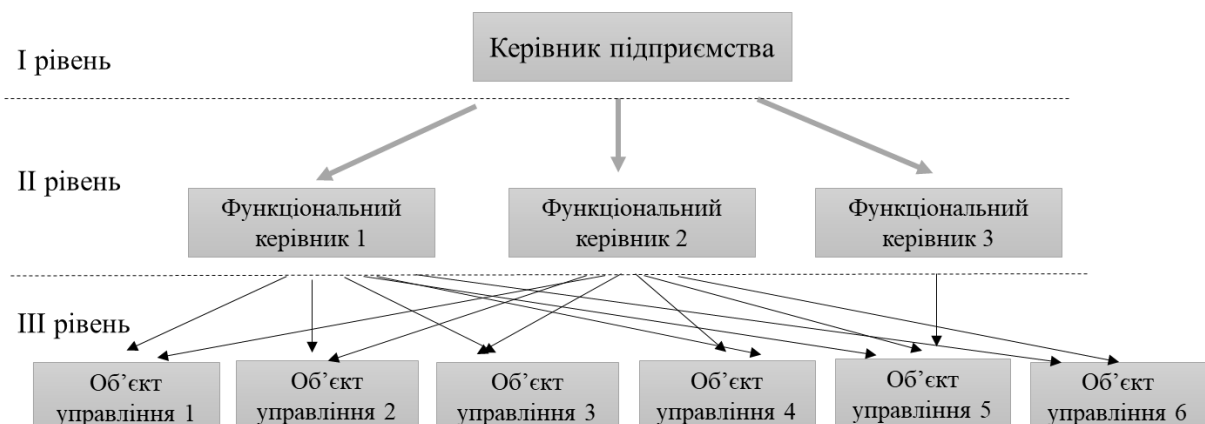 І рівень
Керівник підприємства
ІІ рівень
Функціональний
керівник 1
Функціональний
керівник 2
Функціональний
керівник 3
ІІІ рівень
Об’єкт
управління 1
Об’єкт
управління 2
Об’єкт
управління 3
Об’єкт
управління 4
Об’єкт
управління 5
Об’єкт
управління 6